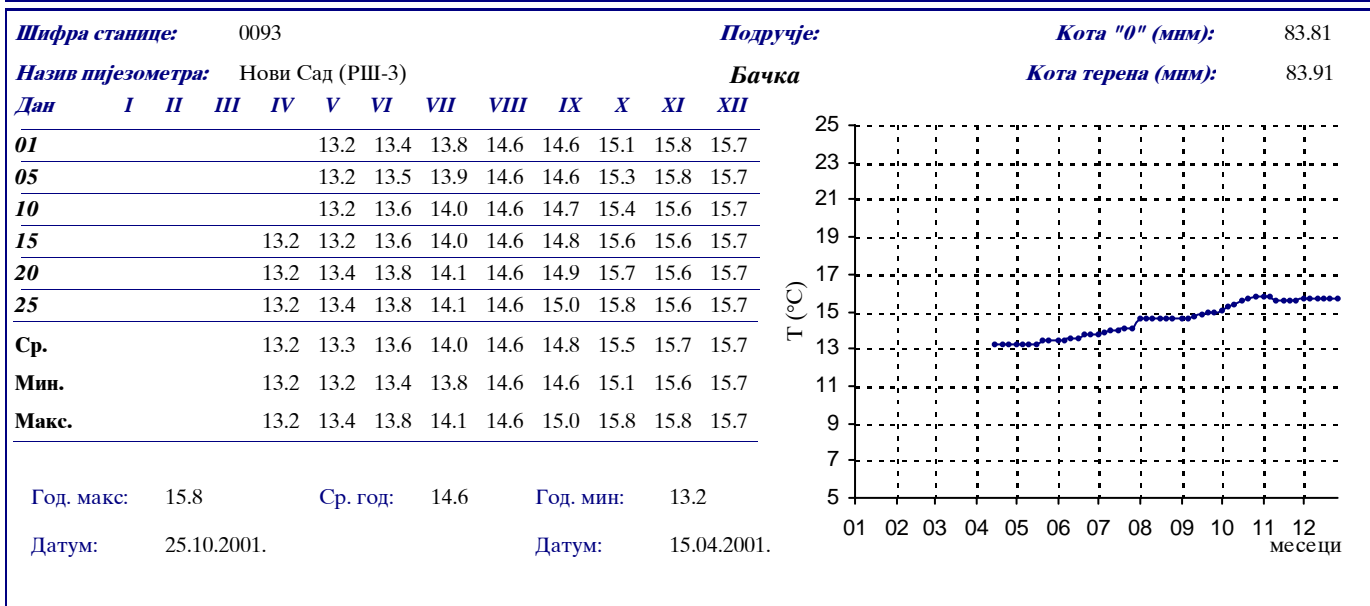 Шифра станице: 0093 Подручје: Кота "0" (мнм): 83.81
Назив пијезометра: Нови Сад (РШ-3) Бачка Кота терена (мнм): 83.91
Дан I II III IV V VI VII VIII IX X XI XII
01 13.2 13.4 13.8 14.6 14.6 15.1 15.8 15.7
05 13.2 13.5 13.9 14.6 14.6 15.3 15.8 15.7
10 13.2 13.6 14.0 14.6 14.7 15.4 15.6 15.7
15 13.2 13.2 13.6 14.0 14.6 14.8 15.6 15.6 15.7
20 13.2 13.4 13.8 14.1 14.6 14.9 15.7 15.6 15.7
25 13.2 13.4 13.8 14.1 14.6 15.0 15.8 15.6 15.7
Ср. 13.2 13.3 13.6 14.0 14.6 14.8 15.5 15.7 15.7
Мин. 13.2 13.2 13.4 13.8 14.6 14.6 15.1 15.6 15.7
Макс. 13.2 13.4 13.8 14.1 14.6 15.0 15.8 15.8 15.7
Год. макс: 15.8 Ср. год: 14.6 Год. мин: 13.2
Датум: 25.10.2001. Датум: 15.04.2001.
T (°C)
25
23
21
19
17
15
13
11
9
7
5
01 02 03 04 05 06 07 08 09 10 11 12
месеци